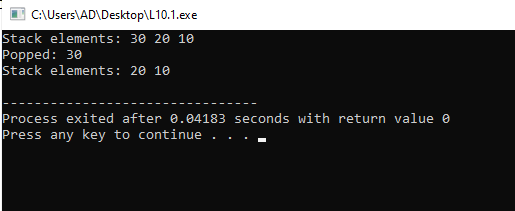 C:\Users\AD\Desktop\L10.1.exe
Stack elements: 30 20 10
Popped: 30
Stack elements: 20 10
--------------------------------
Process exited after 0.04183 seconds with return value 0
Press any key to continue . . .